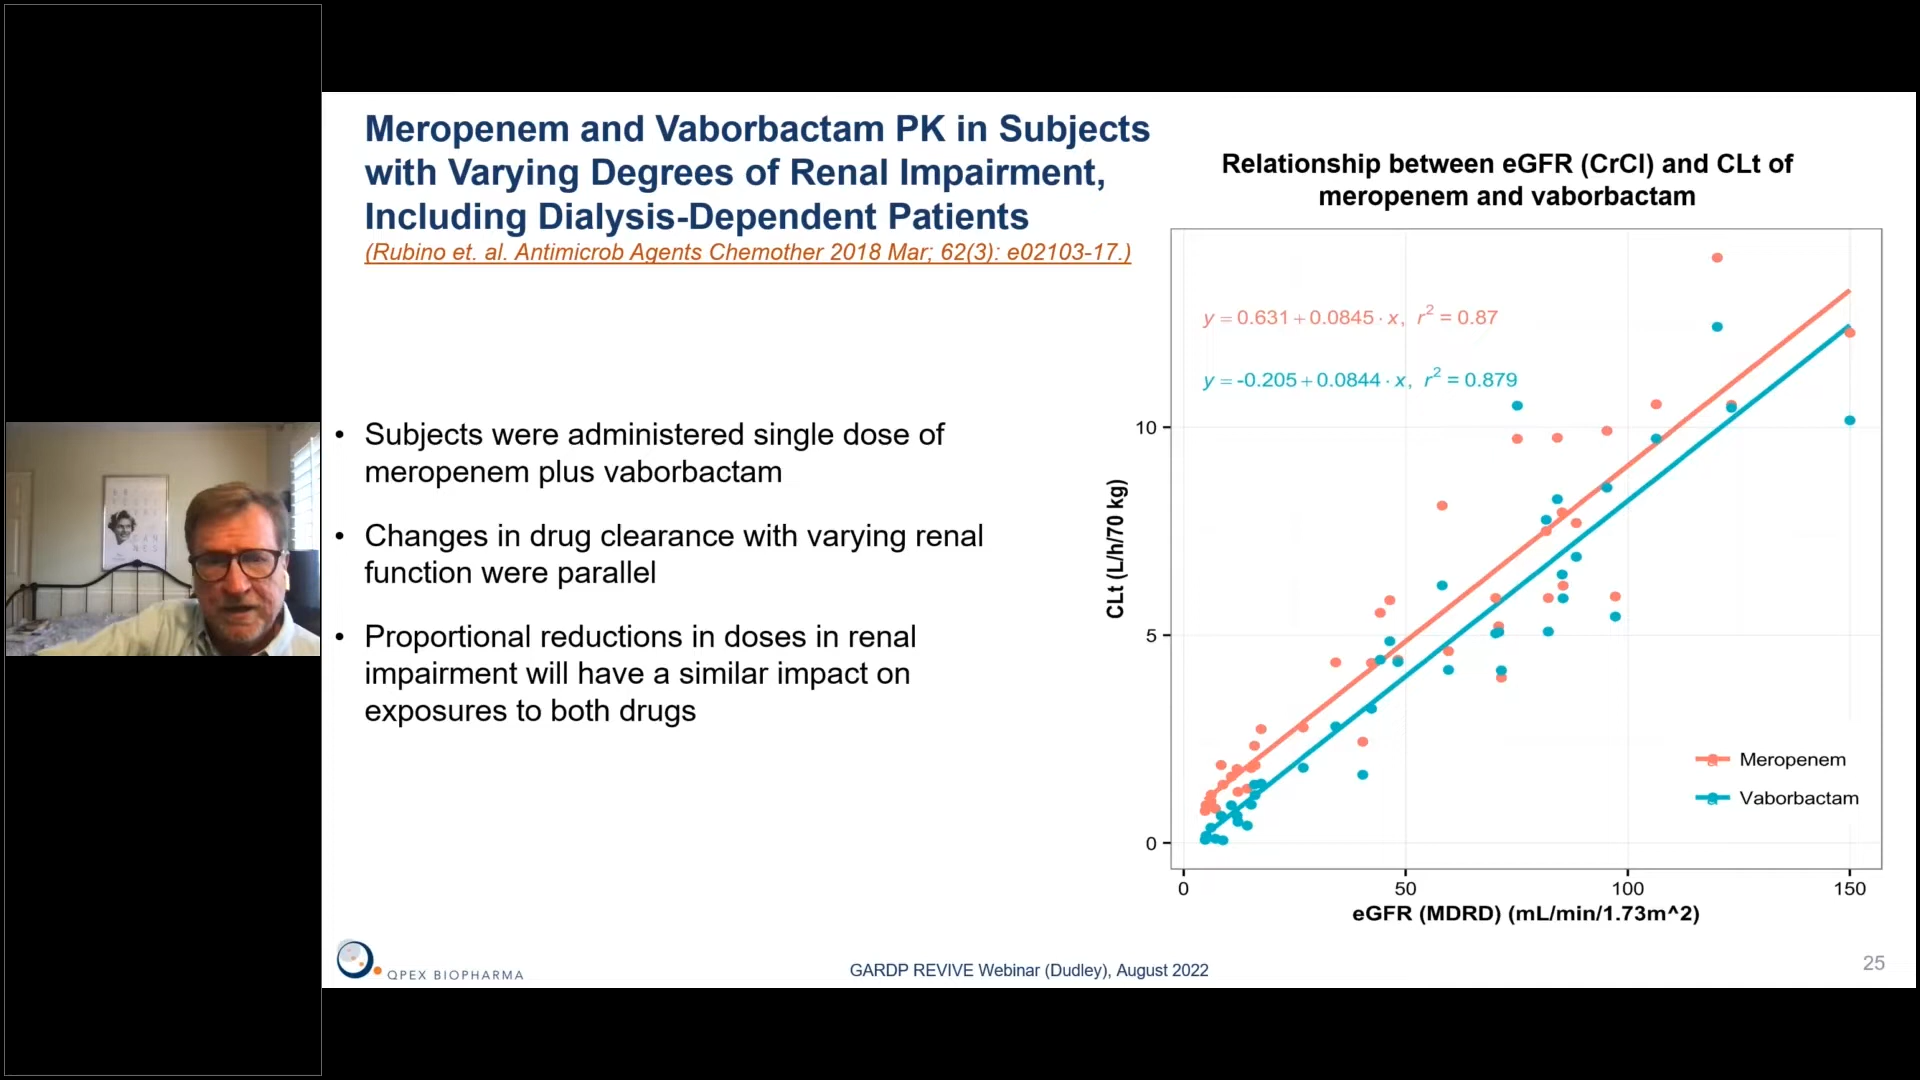 Meropenem and Vaborbactam PK in Subjects
with Varying Degrees of Renal Impairment,
Including Dialysis-Dependent Patients
(Rubino et. al. Antimicrob Agents Chemother 2018 Mar; 62(3): e02103-17.)
• Subjects were administered single dose of
meropenem plus vaborbactam
• Changes in drug clearance with varying renal
function were parallel
• Proportional reductions in doses in renal
impairment will have a similar impact on
exposures to both drugs
Relationship between eGFR (CrCl) and CLt of
meropenem and vaborbactam
y = 0.631 + 0.0845 · x, r² = 0.87
y = -0.205 + 0.0844 · x, r² = 0.879
10
5
0
CLt (L/h/70 kg)
Meropenem
Vaborbactam
0 50 100 150
eGFR (MDRD) (mL/min/1.73m^2)
QPEX BIOPHARMA
GARDP REVIVE Webinar (Dudley), August 2022
25